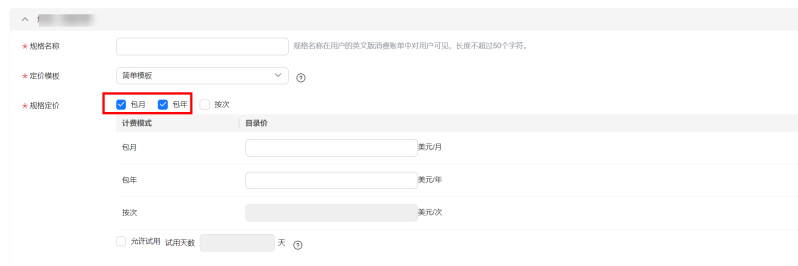 * 规格名称 规格名称在用户的英文版消费账单中对用户可见，长度不超过50个字符。
* 定价模板 简单模板
* 规格定价 包月 包年 按次
计费模式 目录价
包月 美元/月
包年 美元/年
按次 美元/次
允许试用 试用天数 天